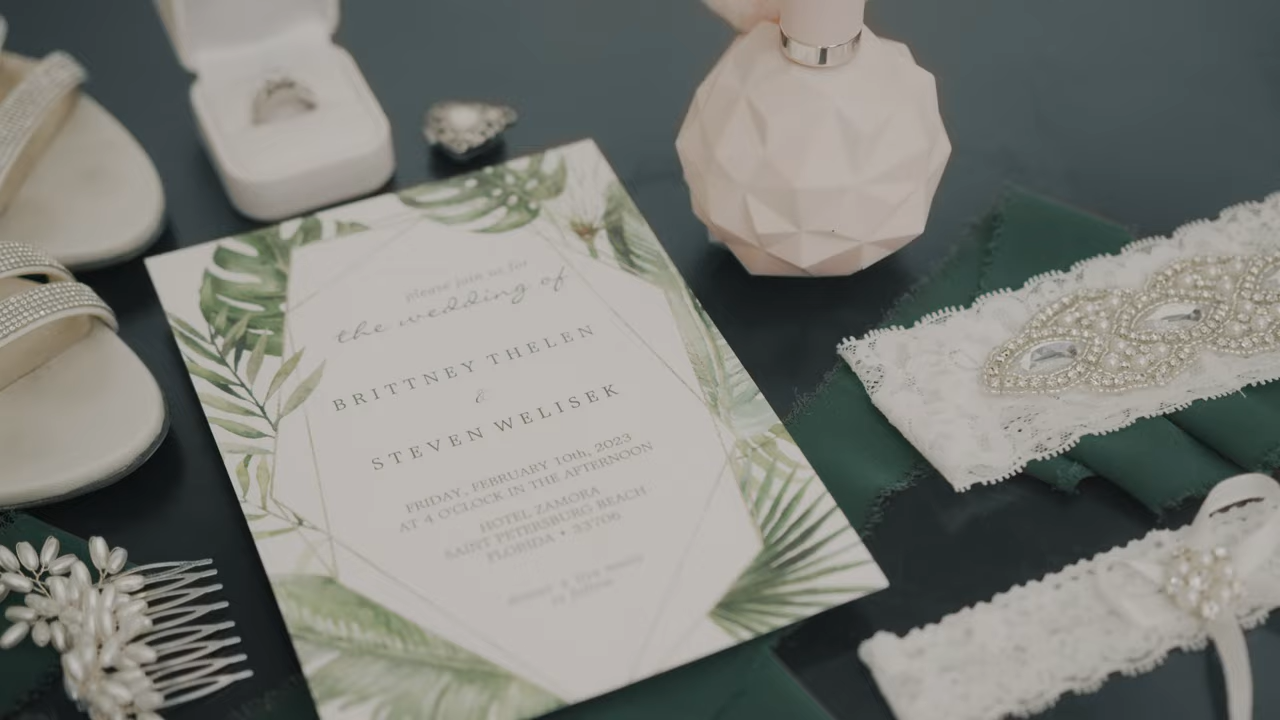 please join us for
the wedding of
BRITTNEY THELEN
&
STEVEN WELISEK
FRIDAY, FEBRUARY 10th, 2023
AT 4 O'CLOCK IN THE AFTERNOON
HOTEL ZAMORA
SAINT PETERSBURG BEACH
FLORIDA • 33706